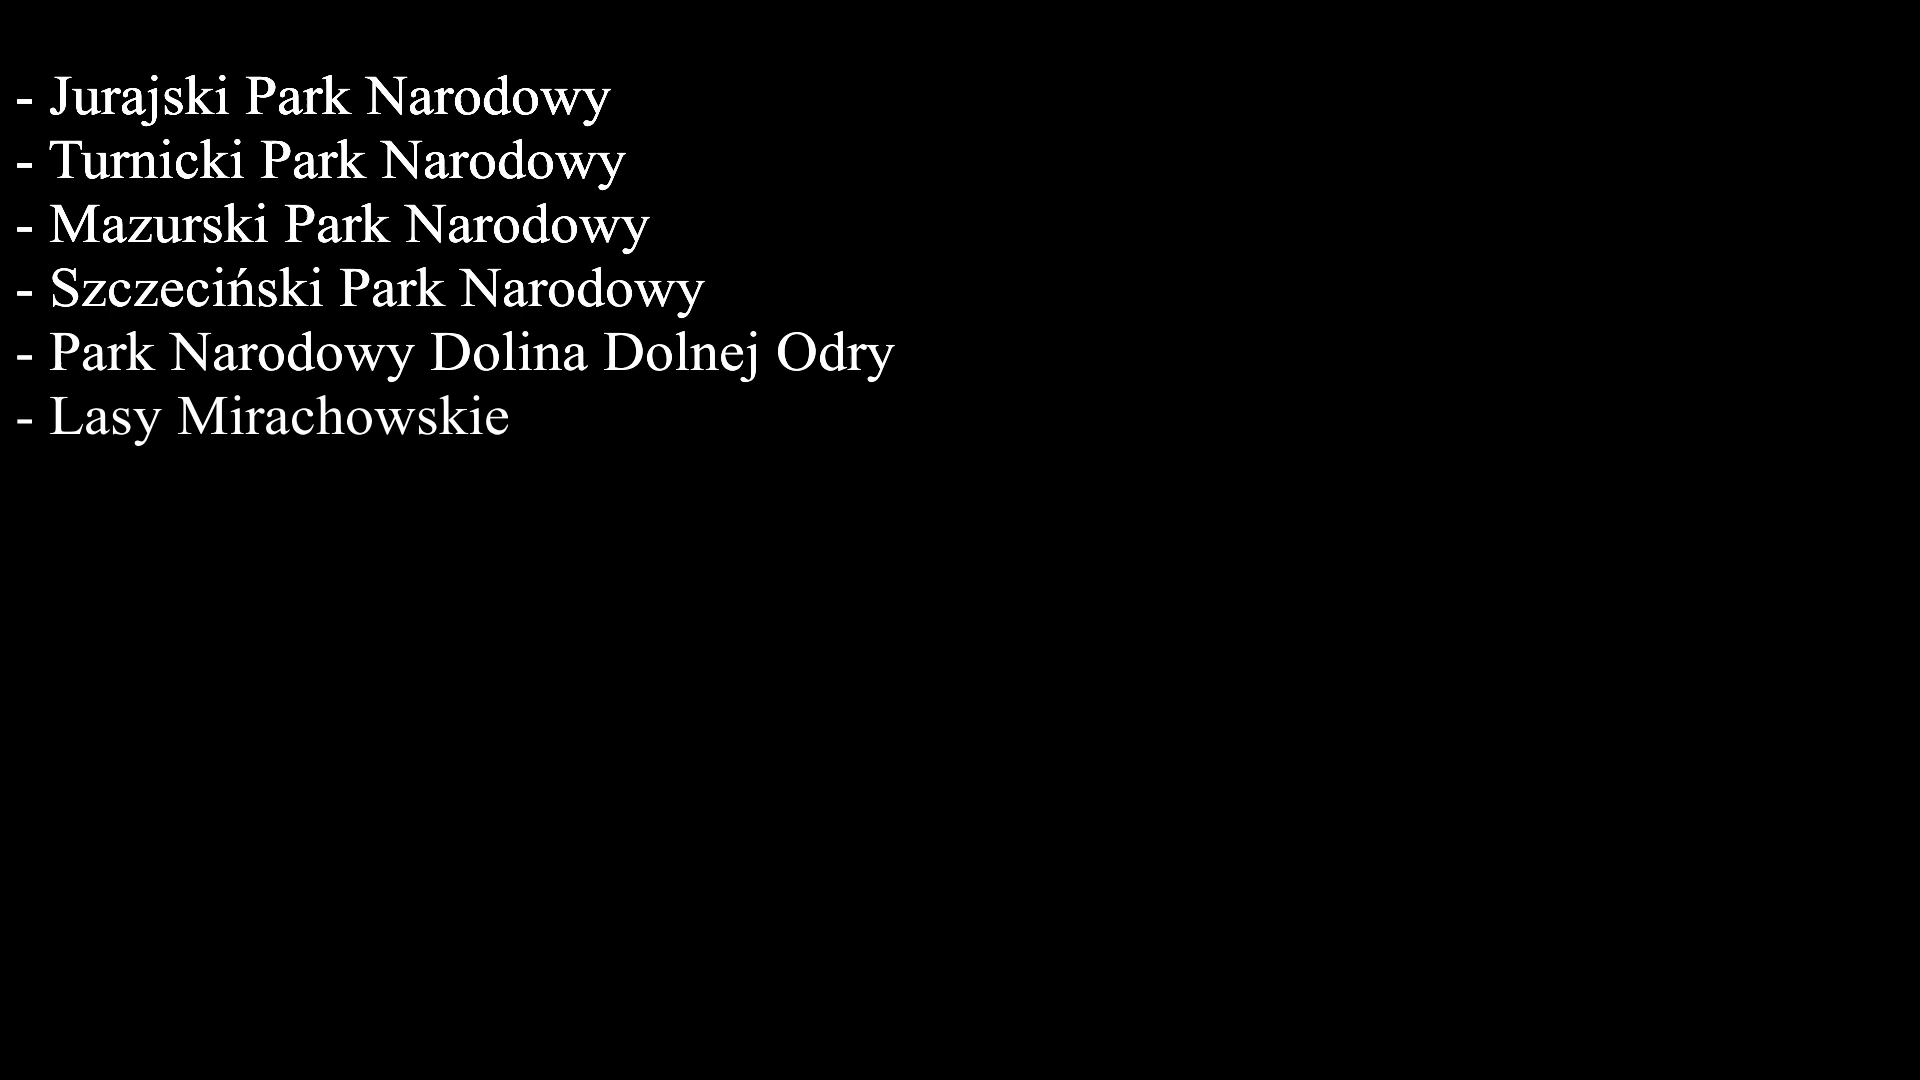 - Jurajski Park Narodowy
- Turnicki Park Narodowy
- Mazurski Park Narodowy
- Szczeciński Park Narodowy
- Park Narodowy Dolina Dolnej Odry
- Lasy Mirachowskie